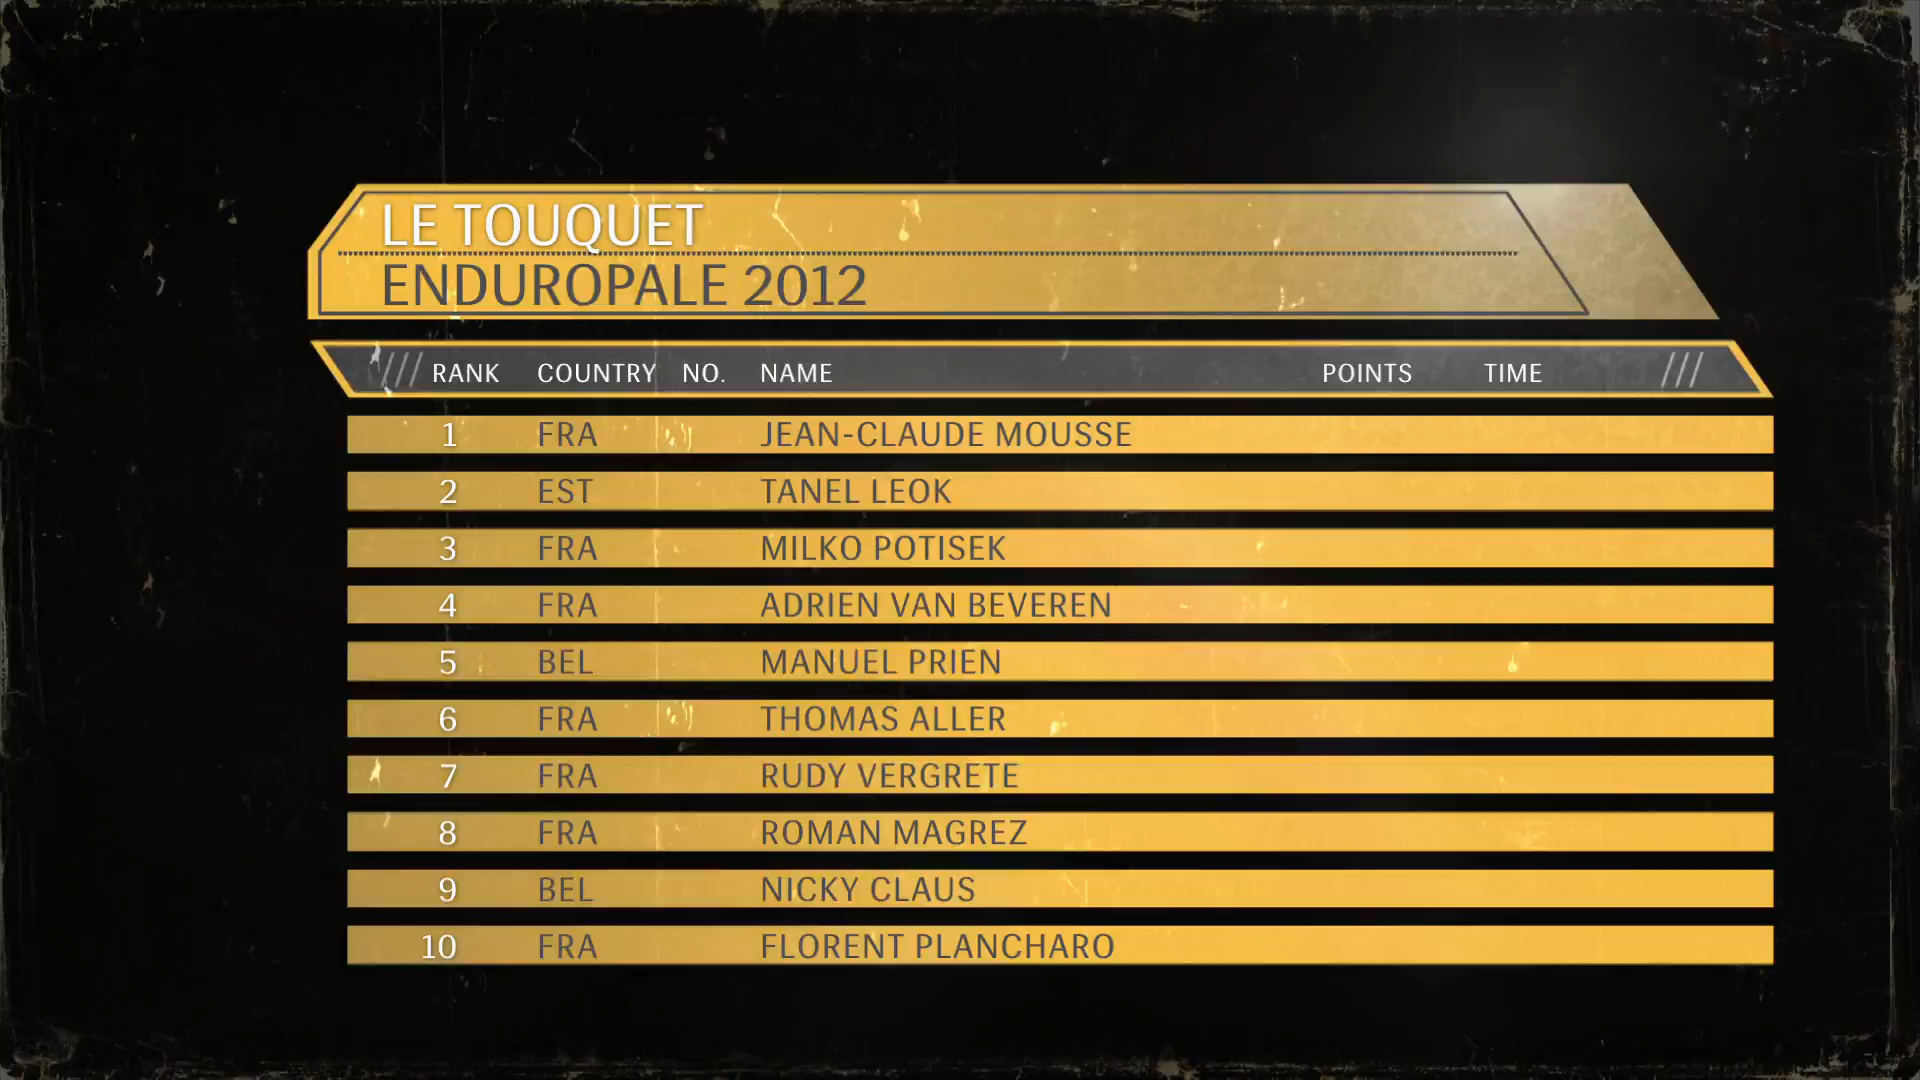 LE TOUQUET
ENDUROPALE 2012
RANK COUNTRY NO. NAME POINTS TIME
1 FRA JEAN-CLAUDE MOUSSE
2 EST TANEL LEOK
3 FRA MILKO POTISEK
4 FRA ADRIEN VAN BEVEREN
5 BEL MANUEL PRIEN
6 FRA THOMAS ALLER
7 FRA RUDY VERGRETE
8 FRA ROMAN MAGREZ
9 BEL NICKY CLAUS
10 FRA FLORENT PLANCHARO